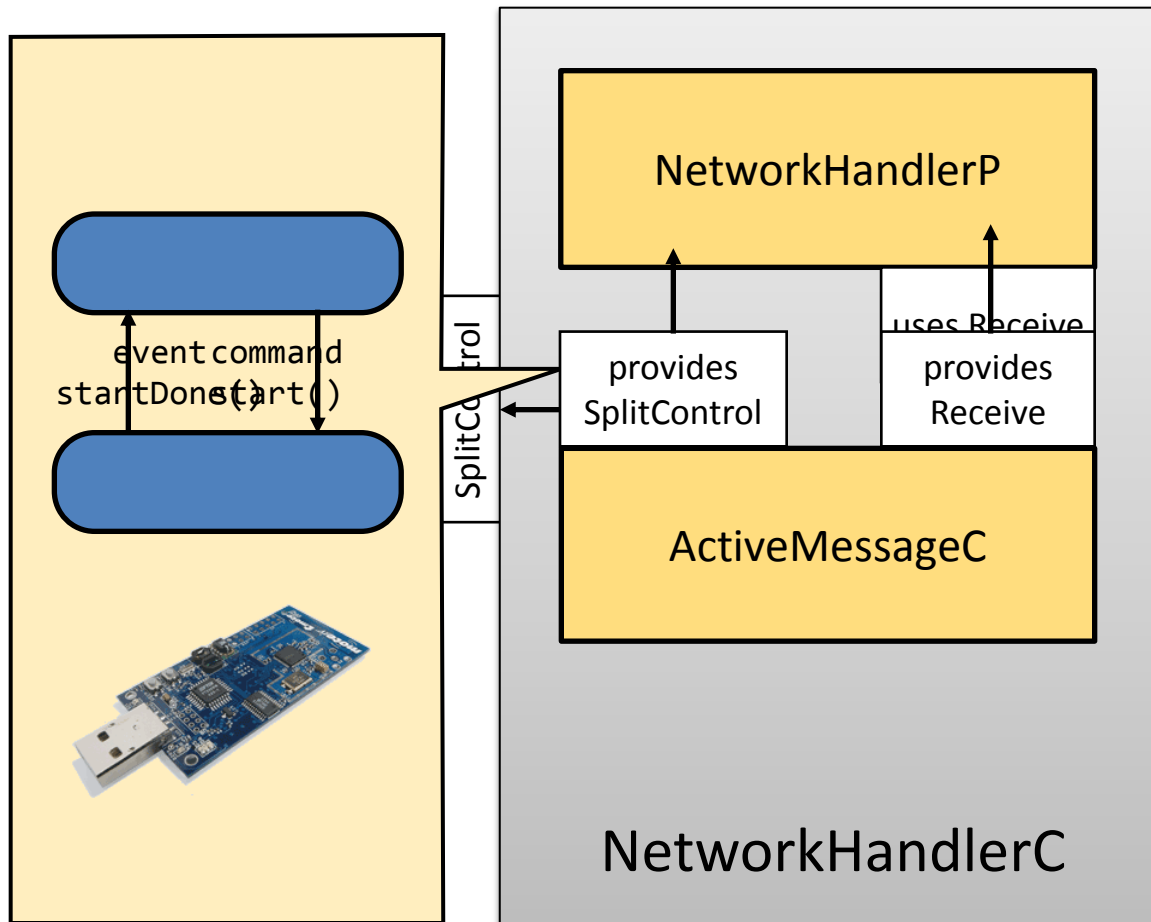 NetworkHandlerP
event command
startDone() start()
SplitControl
uses Receive
provides
SplitControl
provides
Receive
ActiveMessageC
NetworkHandlerC